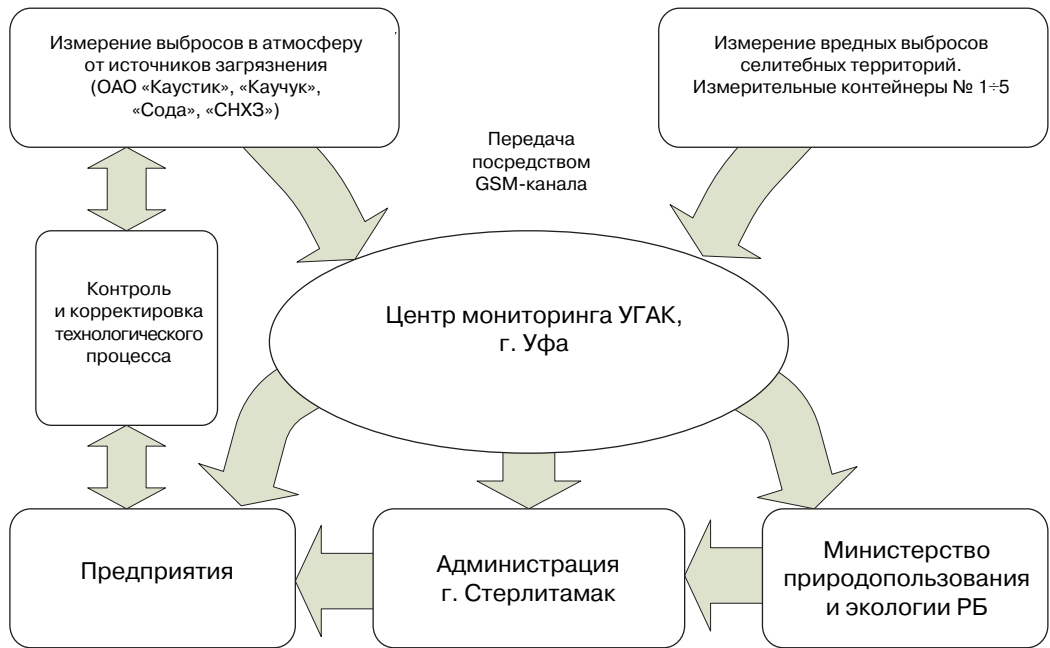 Измерение выбросов в атмосферу
от источников загрязнения
(ОАО «Каустик», «Каучук»,
«Сода», «СНХЗ»)
Измерение вредных выбросов
селитебных территорий.
Измерительные контейнеры № 1÷5
Передача
посредством
GSM-канала
Контроль
и корректировка
технологического
процесса
Центр мониторинга УГАК,
г. Уфа
Предприятия
Администрация
г. Стерлитамак
Министерство
природопользования
и экологии РБ